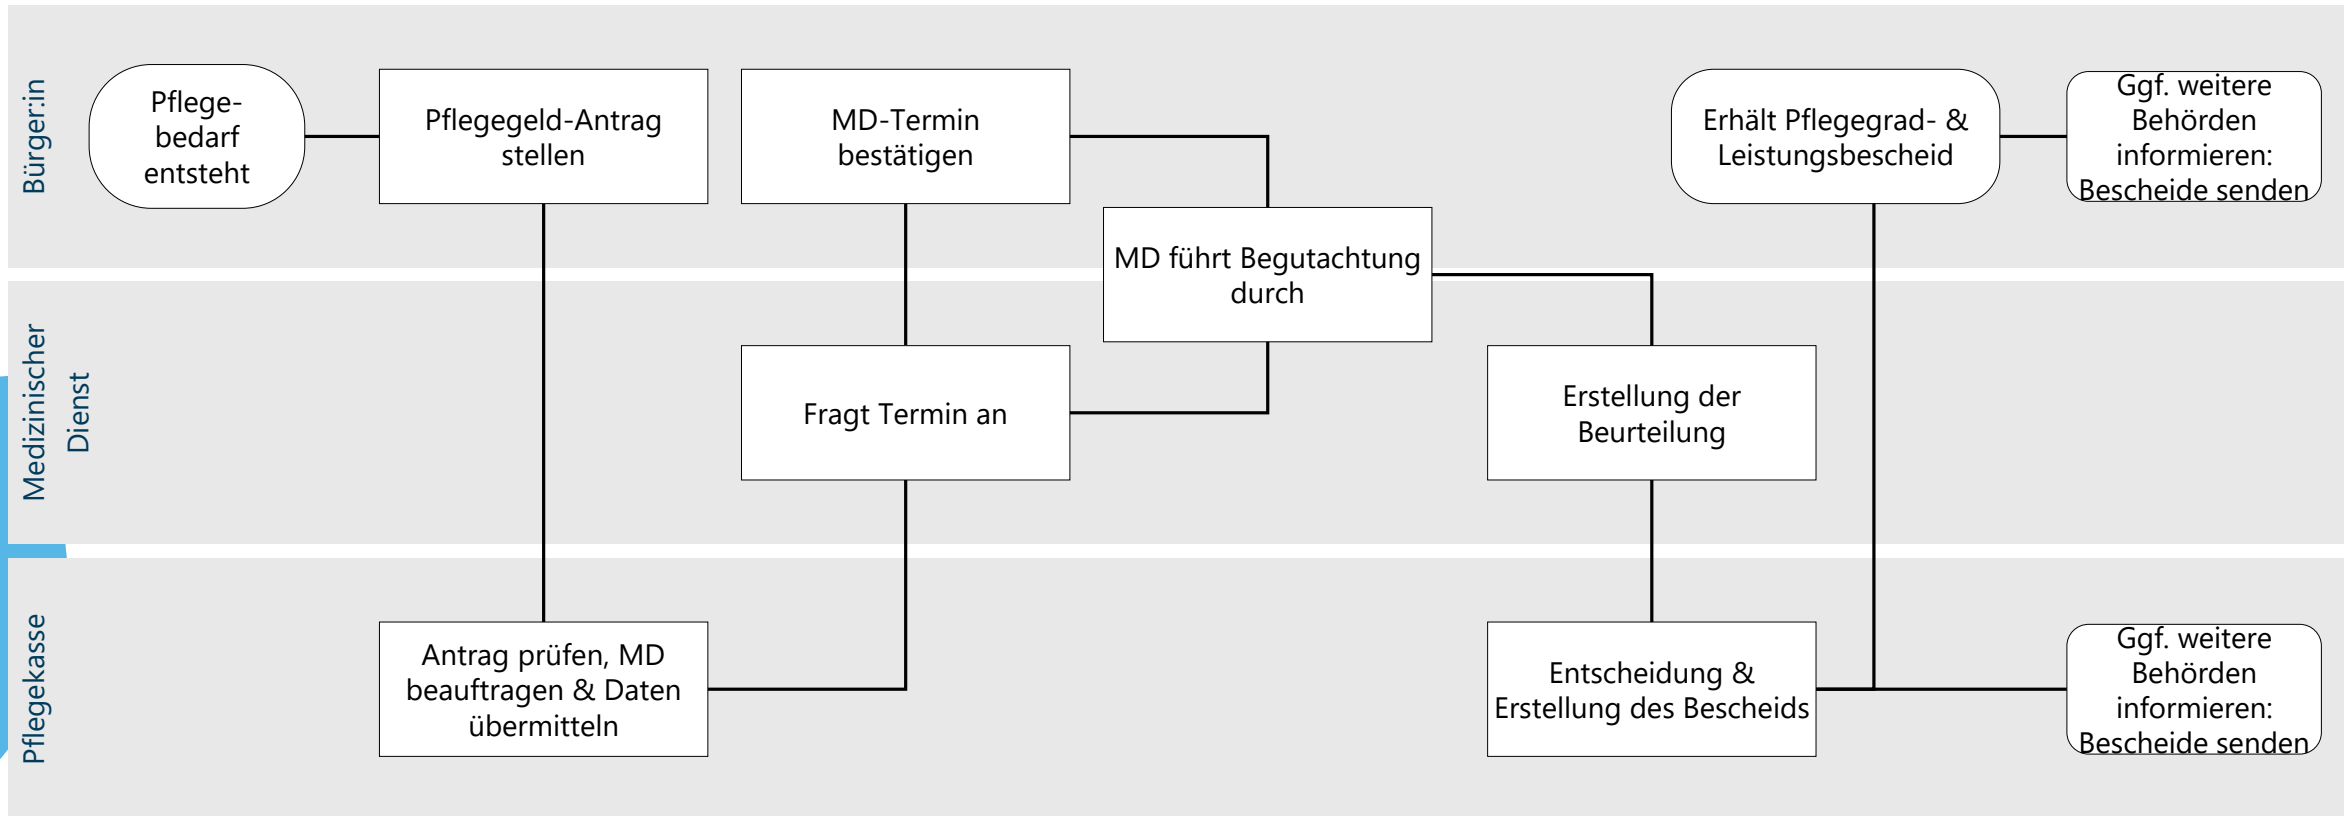 Bürger:in
Pflege-
bedarf
entsteht
Pflegegeld-Antrag
stellen
MD-Termin
bestätigen
MD führt Begutachtung
durch
Erhält Pflegegrad- &
Leistungsbescheid
Ggf. weitere
Behörden
informieren:
Bescheide senden
Medizinischer
Dienst
Fragt Termin an
Erstellung der
Beurteilung
Pflegekasse
Antrag prüfen, MD
beauftragen & Daten
übermitteln
Entscheidung &
Erstellung des Bescheids
Ggf. weitere
Behörden
informieren:
Bescheide senden